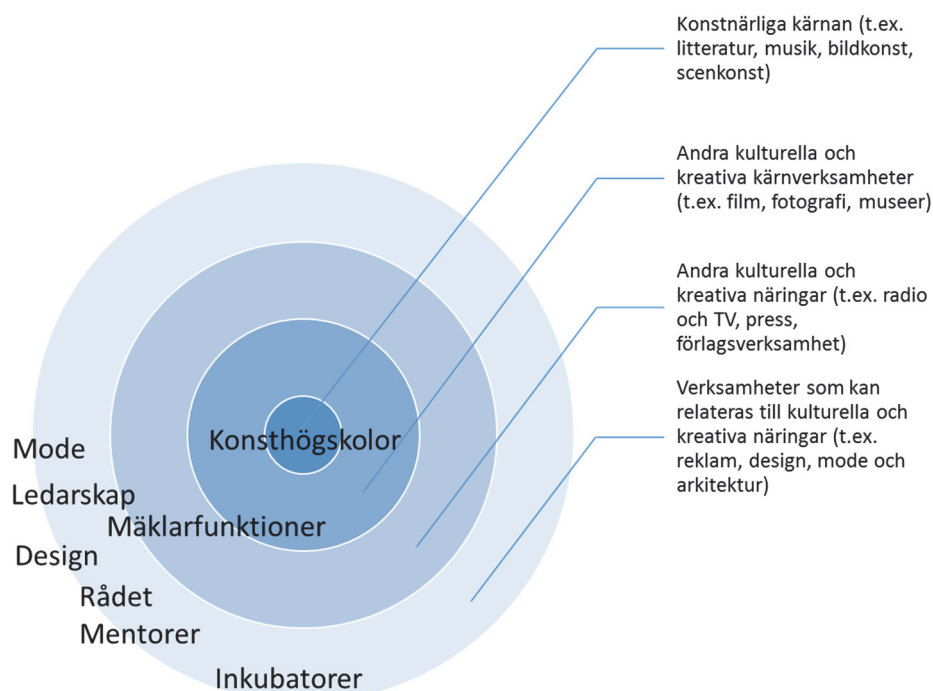 Konstnärliga kärnan (t.ex.
litteratur, musik, bildkonst,
scenkonst)
Andra kulturella och
kreativa kärnverksamheter
(t.ex. film, fotografi, museer)
Andra kulturella och
kreativa näringar (t.ex. radio
och TV, press,
förlagsverksamhet)
Verksamheter som kan
relateras till kulturella och
kreativa näringar (t.ex.
reklam, design, mode och
arkitektur)
Konsthögskolor
Mode
Ledarskap
Mäklarfunktioner
Design
Rådet
Mentorer
Inkubatorer